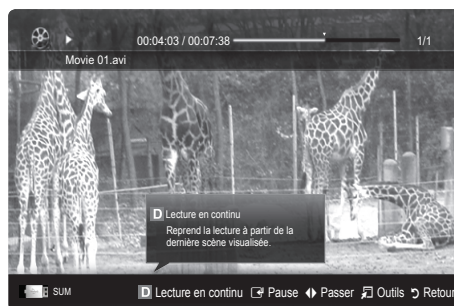 00:04:03 / 00:07:38 1/1
Movie 01.avi
D Lecture en continu
Reprend la lecture à partir de la
dernière scène visualisée.
SUM D Lecture en continu Pause Passer Outils Retour